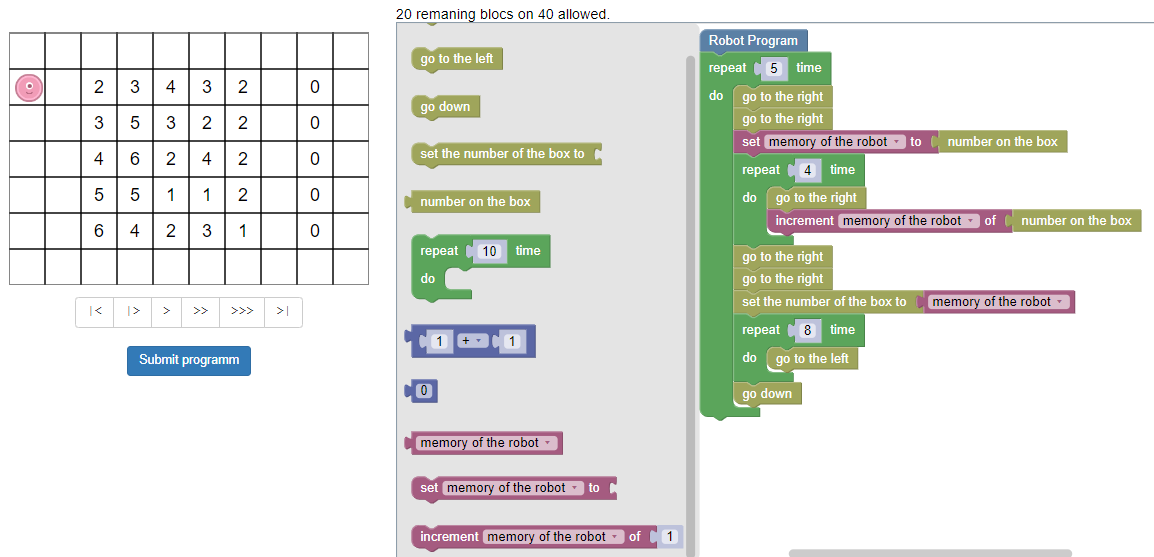 20 remaning blocs on 40 allowed.
2 3 4 3 2 0
3 5 3 2 2 0
4 6 2 4 2 0
5 5 1 1 2 0
6 4 2 3 1 0
|< |> > >> >>> >|
Submit programm
go to the left
go down
set the number of the box to
number on the box
repeat 10 time
do
1 + 1
0
memory of the robot
set memory of the robot to
increment memory of the robot of 1
Robot Program
repeat 5 time
do go to the right
go to the right
set memory of the robot to number on the box
repeat 4 time
do go to the right
increment memory of the robot of number on the box
go to the right
go to the right
set the number of the box to memory of the robot
repeat 8 time
do go to the left
go down